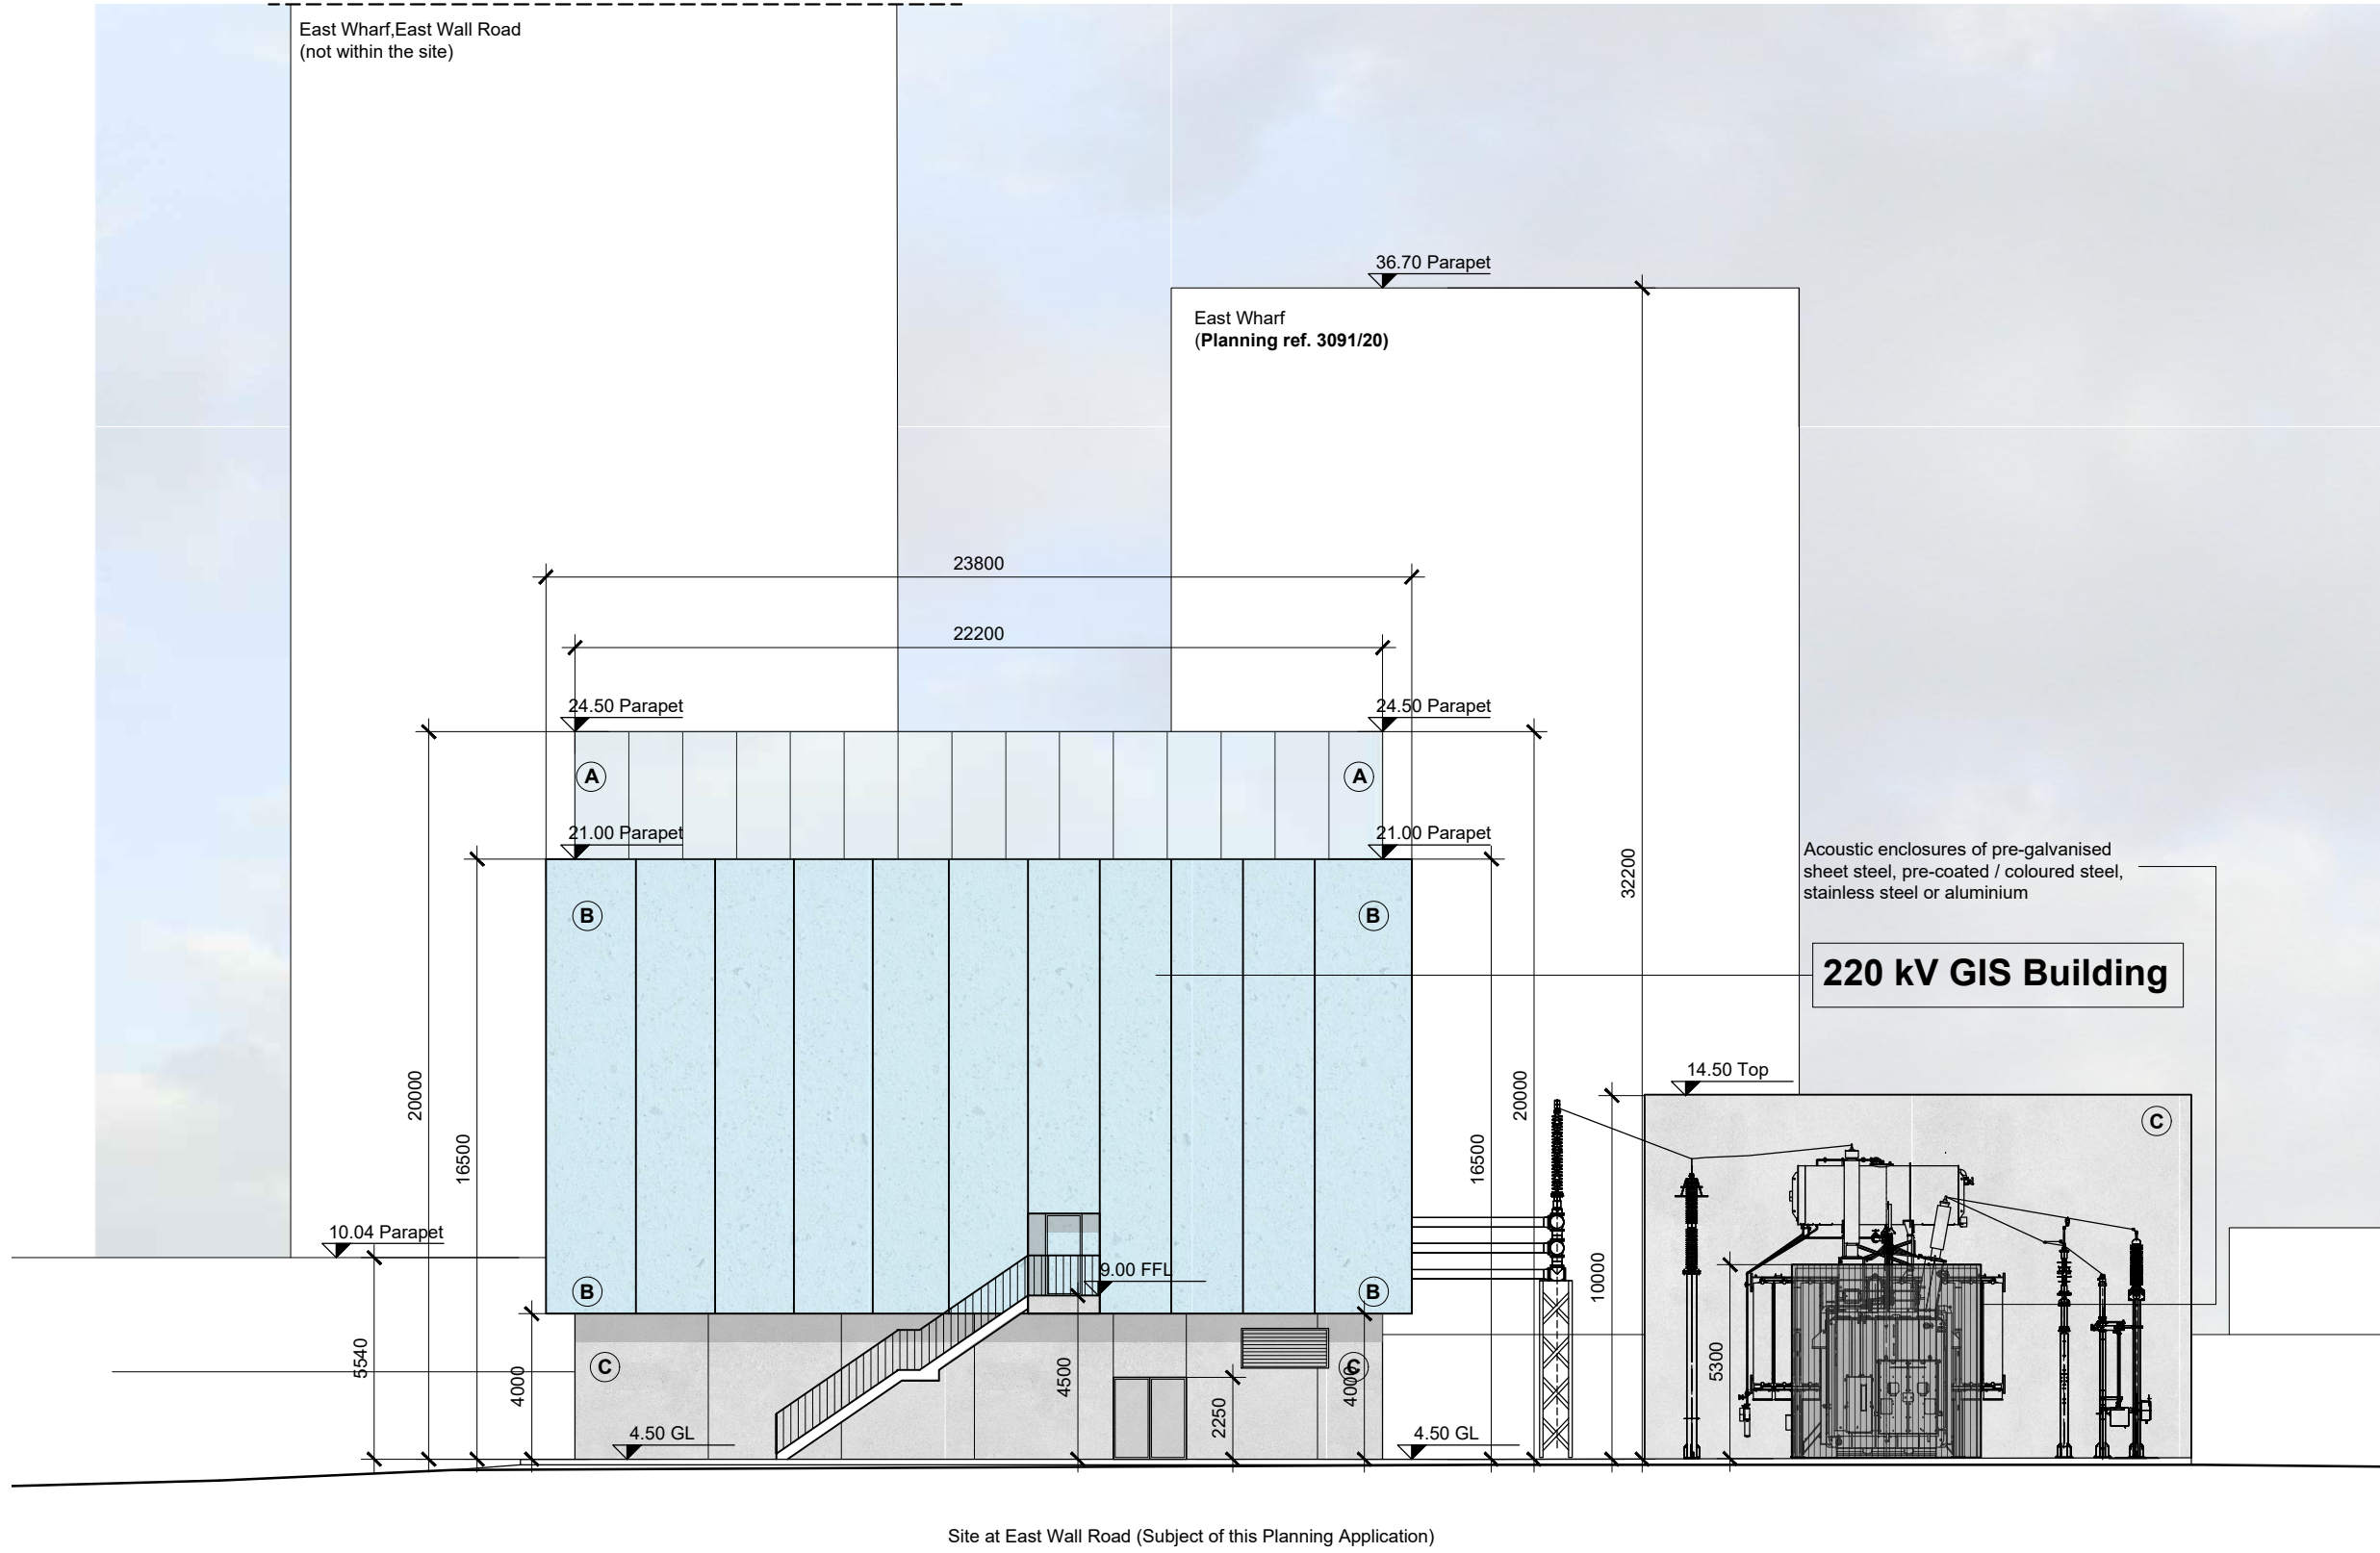 East Wharf,East Wall Road
(not within the site)
36.70 Parapet
East Wharf
(Planning ref. 3091/20)
23800
22200
24.50 Parapet
24.50 Parapet
A
A
21.00 Parapet
21.00 Parapet
32200
Acoustic enclosures of pre-galvanised
sheet steel, pre-coated / coloured steel,
stainless steel or aluminium
B
B
220 kV GIS Building
14.50 Top
20000
20000
C
16500
16500
10.04 Parapet
9.00 FFL
10000
B
B
5540
4000
C
4500
C
4000
5300
2250
4.50 GL
4.50 GL
Site at East Wall Road (Subject of this Planning Application)